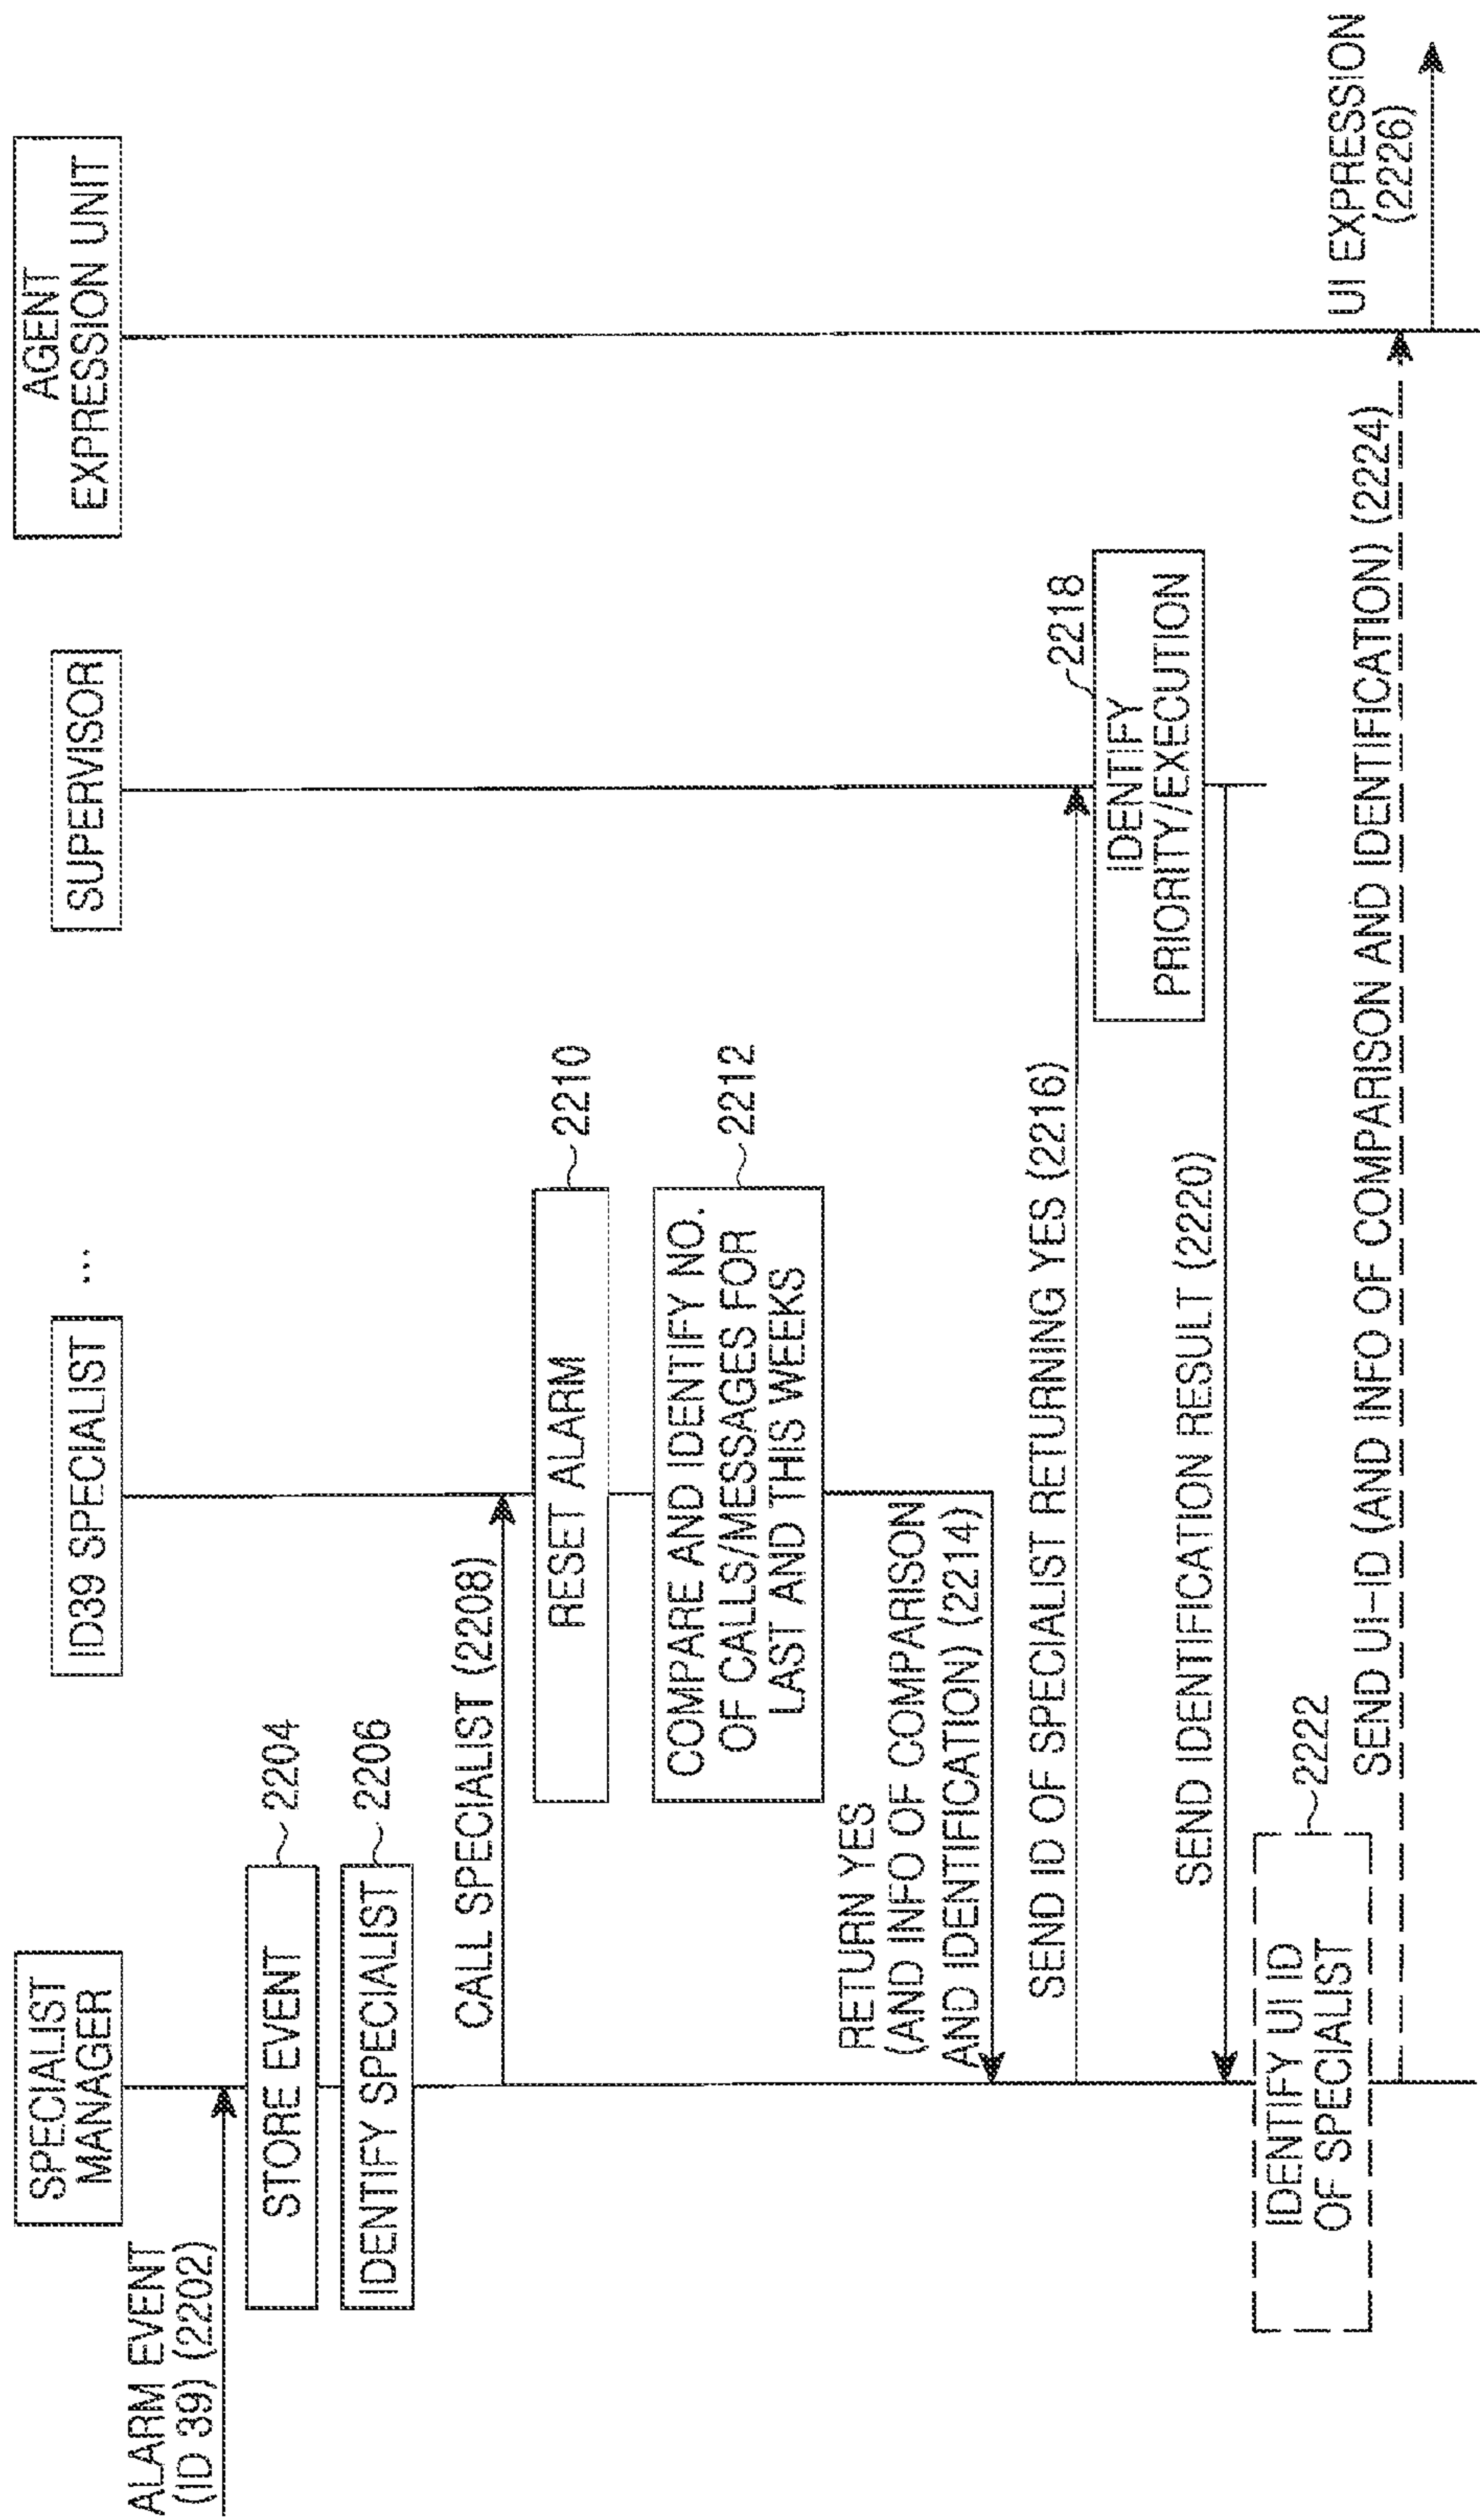 SPECIALIST
MANAGER
ID39 SPECIALIST
...
SUPERVISOR
AGENT
EXPRESSION UNIT
ALARM EVENT
(ID 39) (2202)
STORE EVENT
2204
IDENTIFY SPECIALIST
2206
CALL SPECIALIST (2208)
RESET ALARM
2210
COMPARE AND IDENTIFY NO.
OF CALLS/MESSAGES FOR
LAST AND THIS WEEKS
2212
RETURN YES
(AND INFO OF COMPARISON
AND IDENTIFICATION) (2214)
SEND ID OF SPECIALIST RETURNING YES (2216)
2218
IDENTIFY
PRIORITY/EXECUTION
SEND IDENTIFICATION RESULT (2220)
IDENTIFY UI ID
OF SPECIALIST
2222
SEND UI-ID (AND INFO OF COMPARISON AND IDENTIFICATION) (2224)
UI EXPRESSION
(2226)